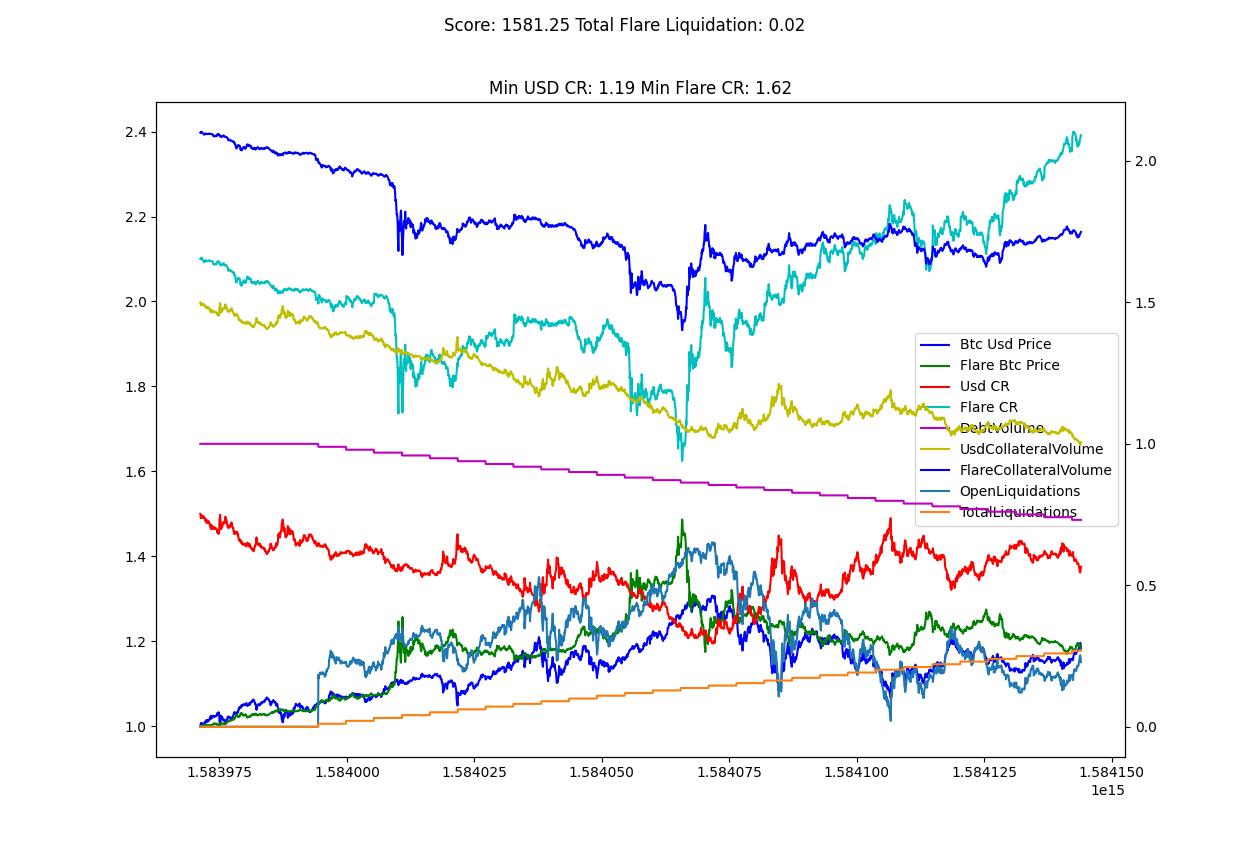 Score: 1581.25 Total Flare Liquidation: 0.02
Min USD CR: 1.19 Min Flare CR: 1.62
2.4
2.2
2.0
1.8
1.6
1.4
1.2
1.0
2.0
1.5
1.0
0.5
0.0
Btc Usd Price
Flare Btc Price
Usd CR
Flare CR
DebtVolume
UsdCollateralVolume
FlareCollateralVolume
OpenLiquidations
TotalLiquidations
1.583975
1.584000
1.584025
1.584050
1.584075
1.584100
1.584125
1.584150
1e15